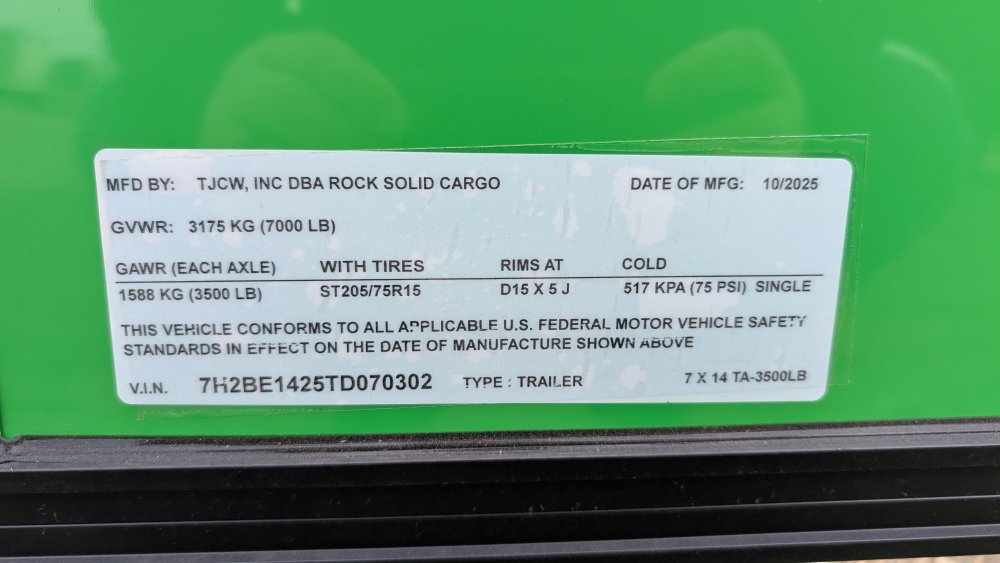 MFD BY: TJCW, INC DBA ROCK SOLID CARGO DATE OF MFG: 10/2025
GVWR: 3175 KG (7000 LB)
GAWR (EACH AXLE) WITH TIRES RIMS AT COLD
1588 KG (3500 LB) ST205/75R15 D15 X 5 J 517 KPA (75 PSI) SINGLE
THIS VEHICLE CONFORMS TO ALL APPLICABLE U.S. FEDERAL MOTOR VEHICLE SAFETY
STANDARDS IN EFFECT ON THE DATE OF MANUFACTURE SHOWN ABOVE
V.I.N. 7H2BE1425TD070302 TYPE : TRAILER 7 X 14 TA-3500LB